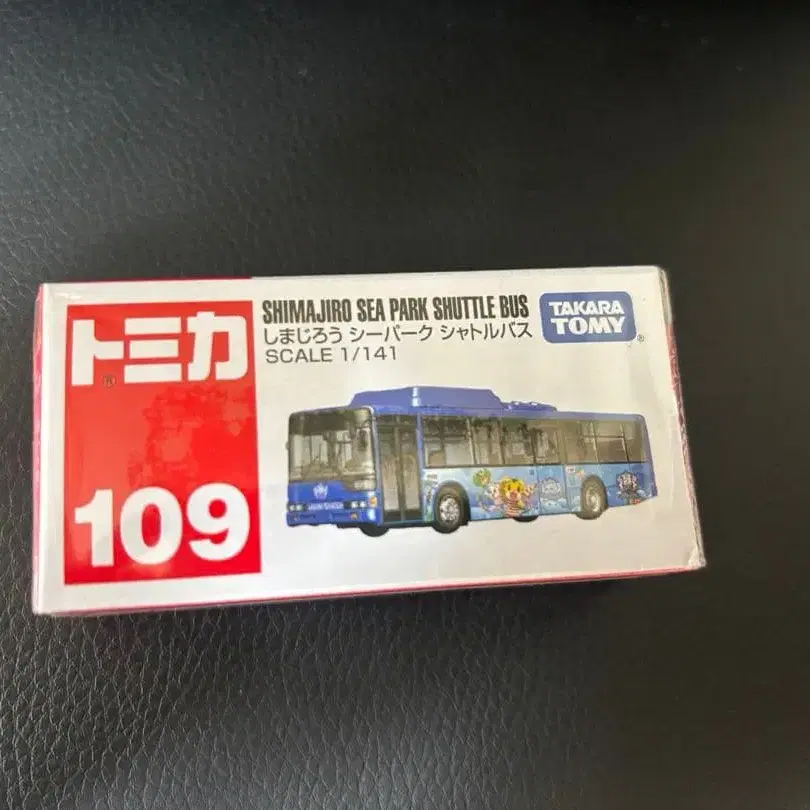 トミカ
®
109
SHIMAJIRO SEA PARK SHUTTLE BUS
しまじろう シーパーク シャトルバス
SCALE 1/141
TAKARA
TOMY
®